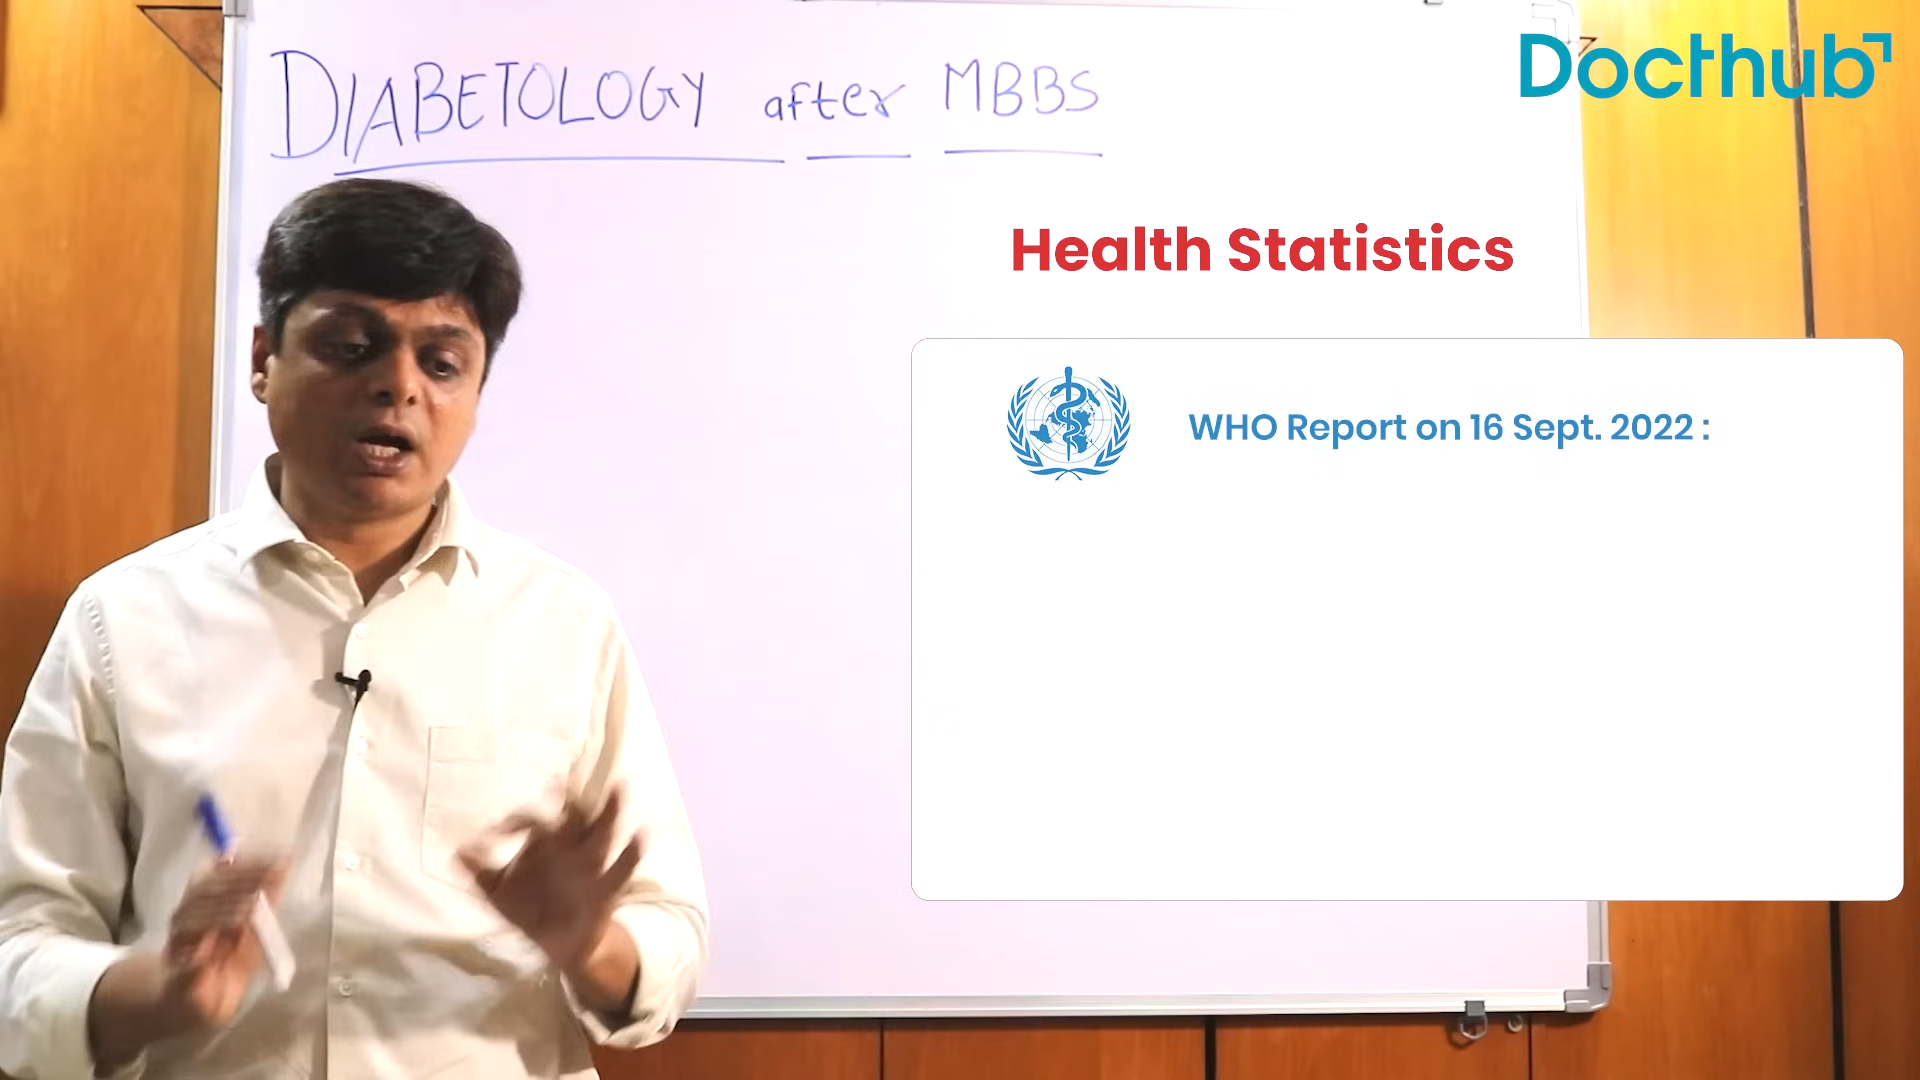 DIABETOLOGY after MBBS
Docthub
Health Statistics
WHO Report on 16 Sept. 2022 :